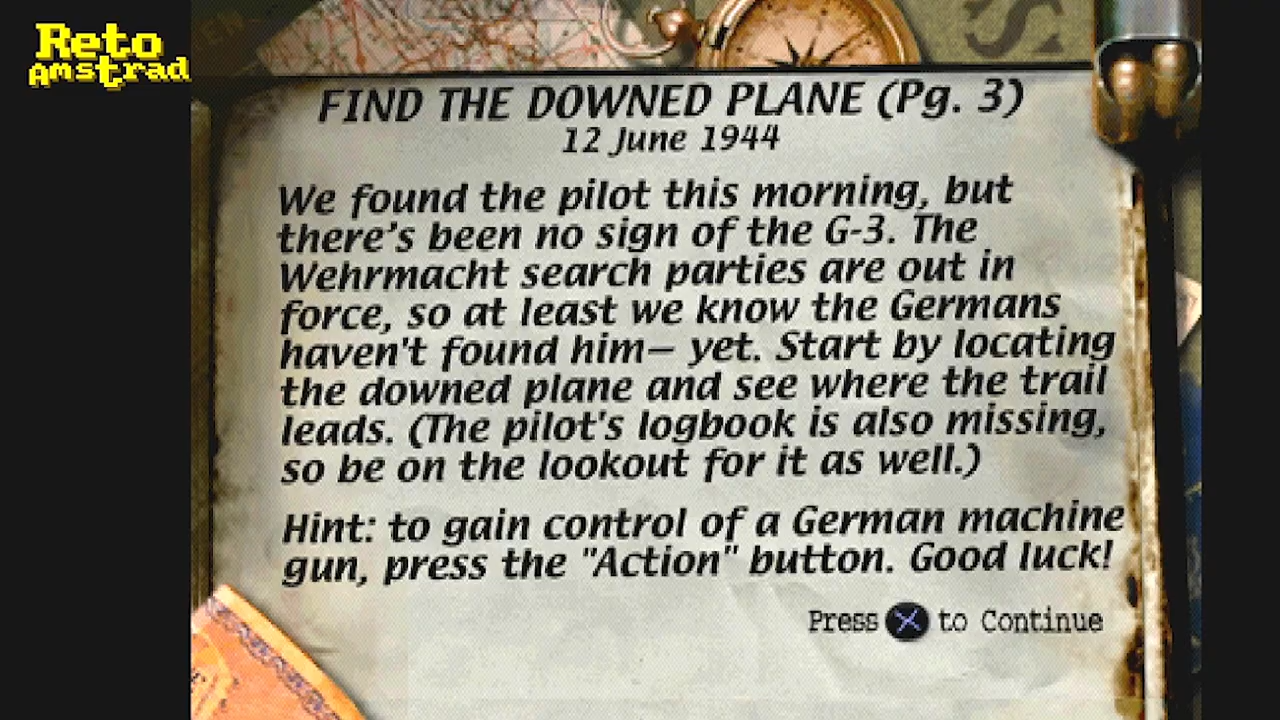 Reto
Amstrad
FIND THE DOWNED PLANE (Pg. 3)
12 June 1944
We found the pilot this morning, but
there's been no sign of the G-3. The
Wehrmacht search parties are out in
force, so at least we know the Germans
haven't found him— yet. Start by locating
the downed plane and see where the trail
leads. (The pilot's logbook is also missing,
so be on the lookout for it as well.)
Hint: to gain control of a German machine
gun, press the "Action" button. Good luck!
Press to Continue